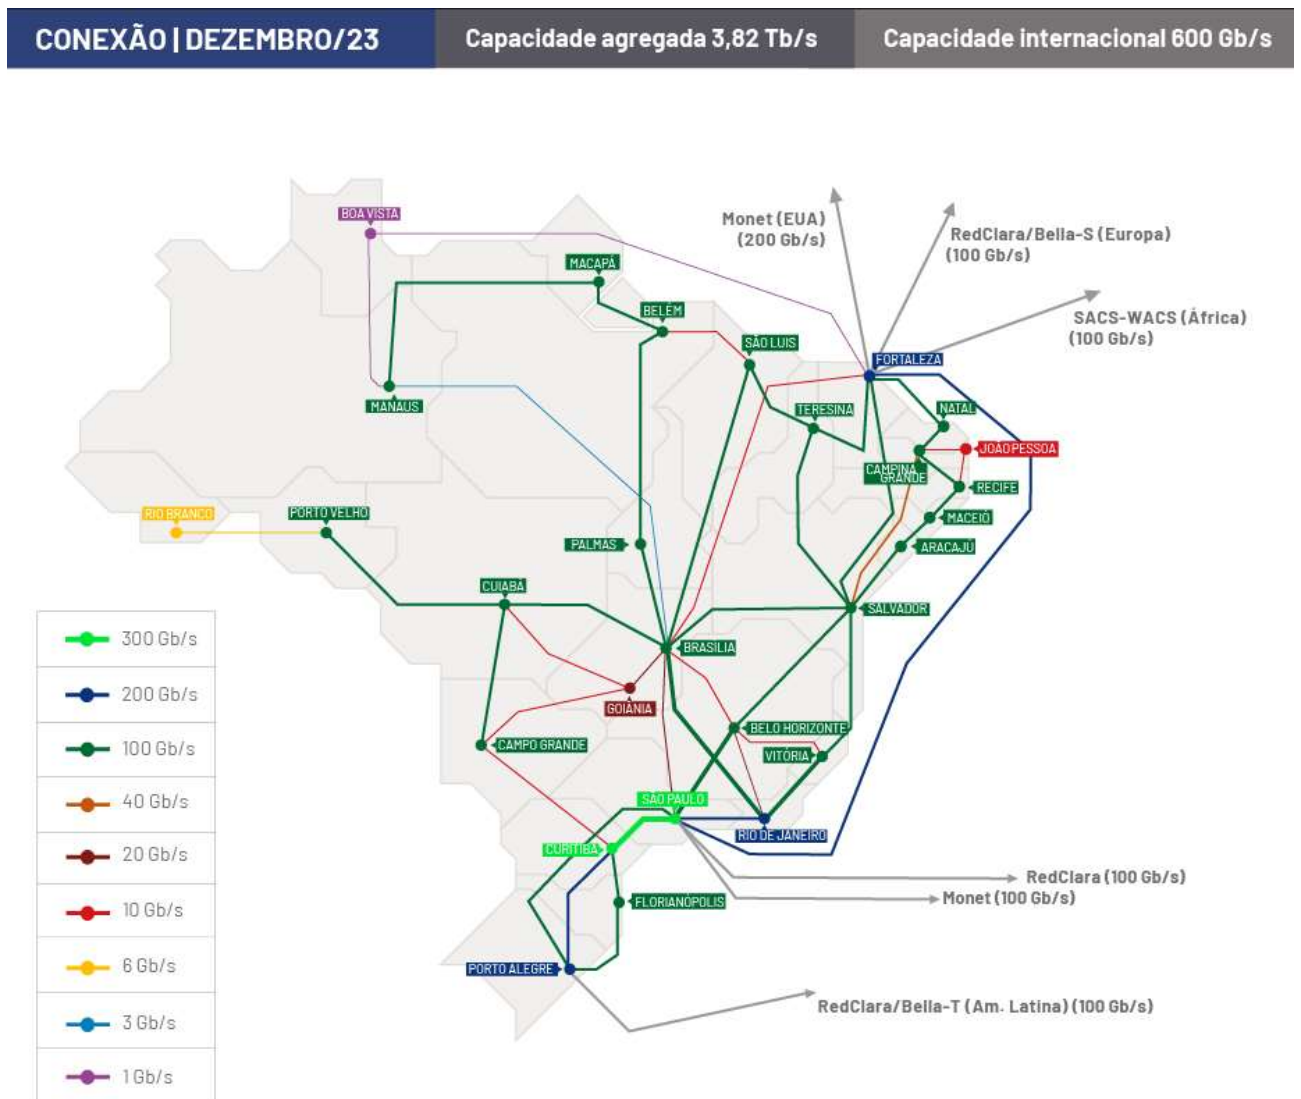 CONEXÃO | DEZEMBRO/23
Capacidade agregada 3,82 Tb/s
Capacidade internacional 600 Gb/s
BOA VISTA
Monet (EUA)
(200 Gb/s)
RedClara/Bella-S (Europa)
(100 Gb/s)
MACAPÁ
SACS-WACS (África)
(100 Gb/s)
BELÉM
SÃO LUIS
FORTALEZA
MANAUS
TERESINA
NATAL
JOÃO PESSOA
CAMPINA
GRANDE
RECIFE
RIO BRANCO
PORTO VELHO
MACEIÓ
PALMAS
ARACAJU
CUIABÁ
SALVADOR
BRASILIA
GOIÂNIA
BELO HORIZONTE
CAMPO GRANDE
VITÓRIA
SÃO PAULO
RIO DE JANEIRO
CURITIBA
RedClara (100 Gb/s)
Monet (100 Gb/s)
FLORIANÓPOLIS
PORTO ALEGRE
RedClara/Bella-T (Am. Latina) (100 Gb/s)
300 Gb/s
200 Gb/s
100 Gb/s
40 Gb/s
20 Gb/s
10 Gb/s
6 Gb/s
3 Gb/s
1 Gb/s